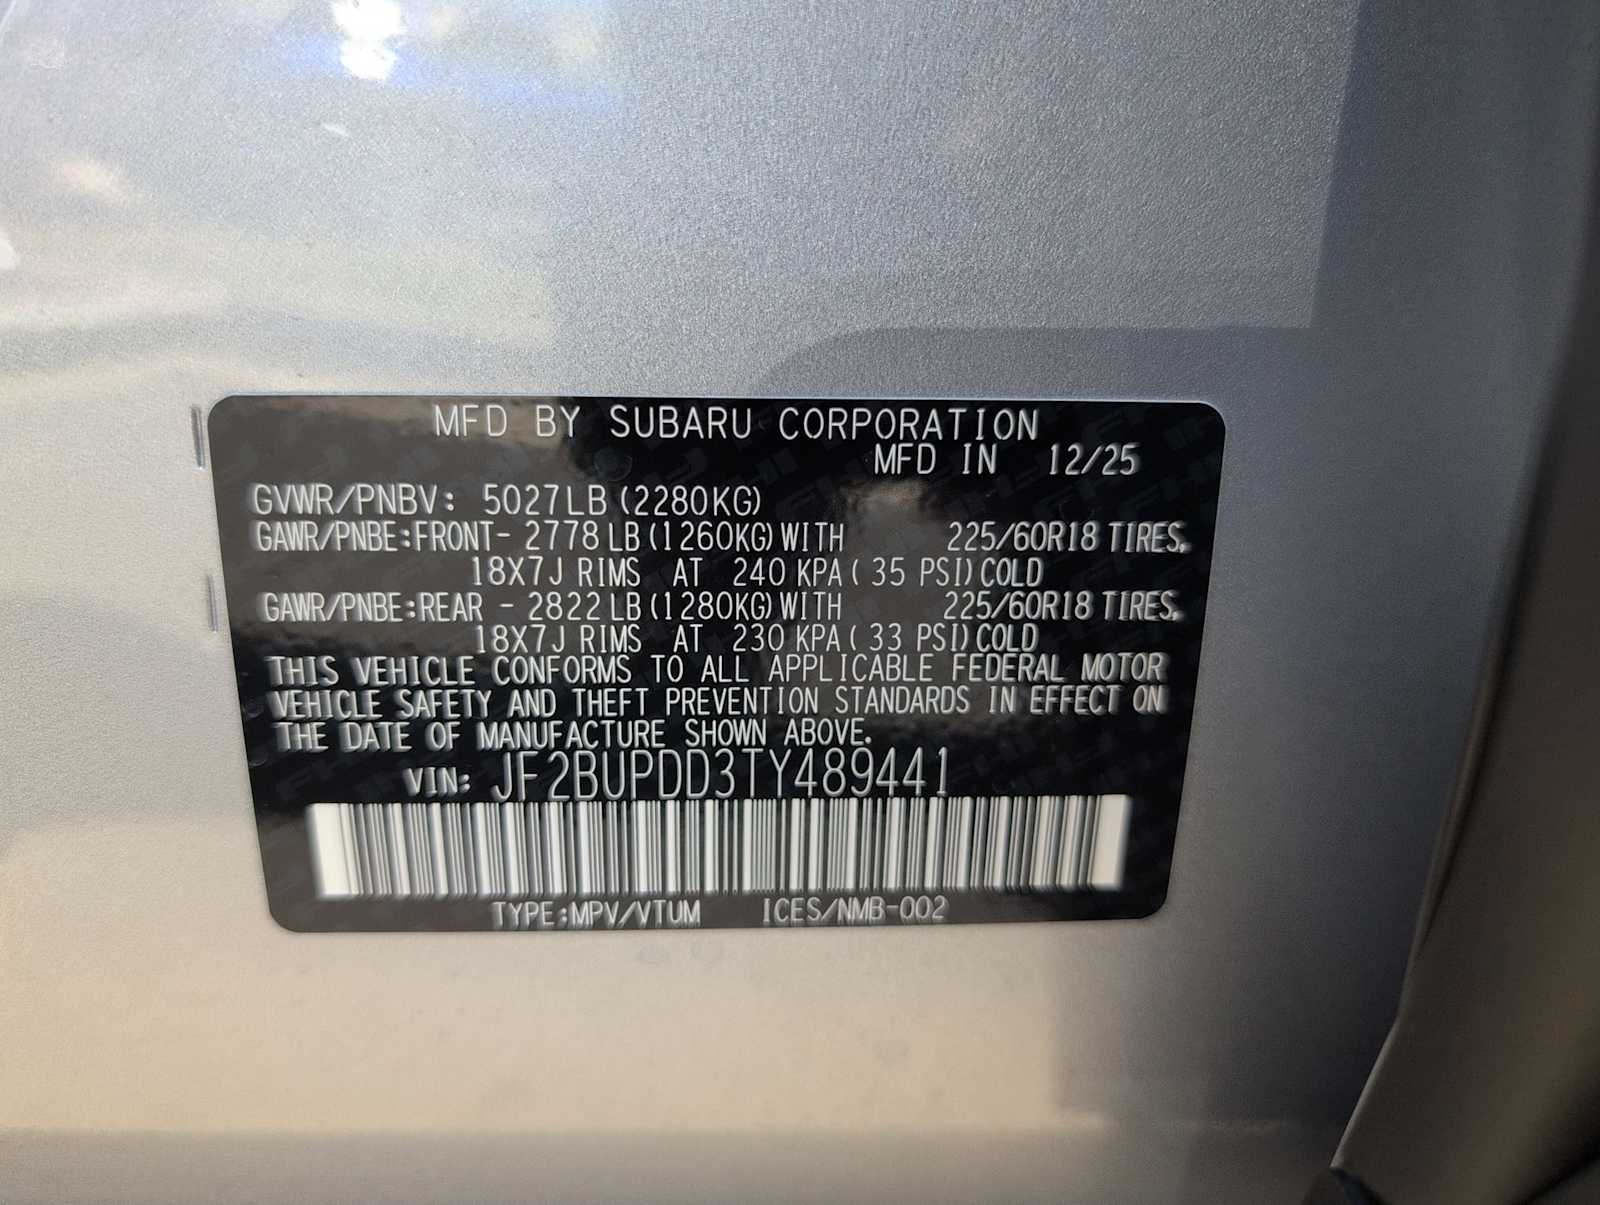 MFD BY SUBARU CORPORATION
MFD IN 12/25
GVWR/PNBV: 5027LB (2280KG)
GAWR/PNBE:FRONT- 2778 LB (1260KG) WITH 225/60R18 TIRES,
18X7J RIMS AT 240 KPA ( 35 PSI) COLD
GAWR/PNBE:REAR - 2822 LB (1280KG) WITH 225/60R18 TIRES,
18X7J RIMS AT 230 KPA ( 33 PSI) COLD
THIS VEHICLE CONFORMS TO ALL APPLICABLE FEDERAL MOTOR
VEHICLE SAFETY AND THEFT PREVENTION STANDARDS IN EFFECT ON
THE DATE OF MANUFACTURE SHOWN ABOVE.
VIN: JF2BUPDD3TY489441
TYPE:MPV/VTUM ICES/NMB-002